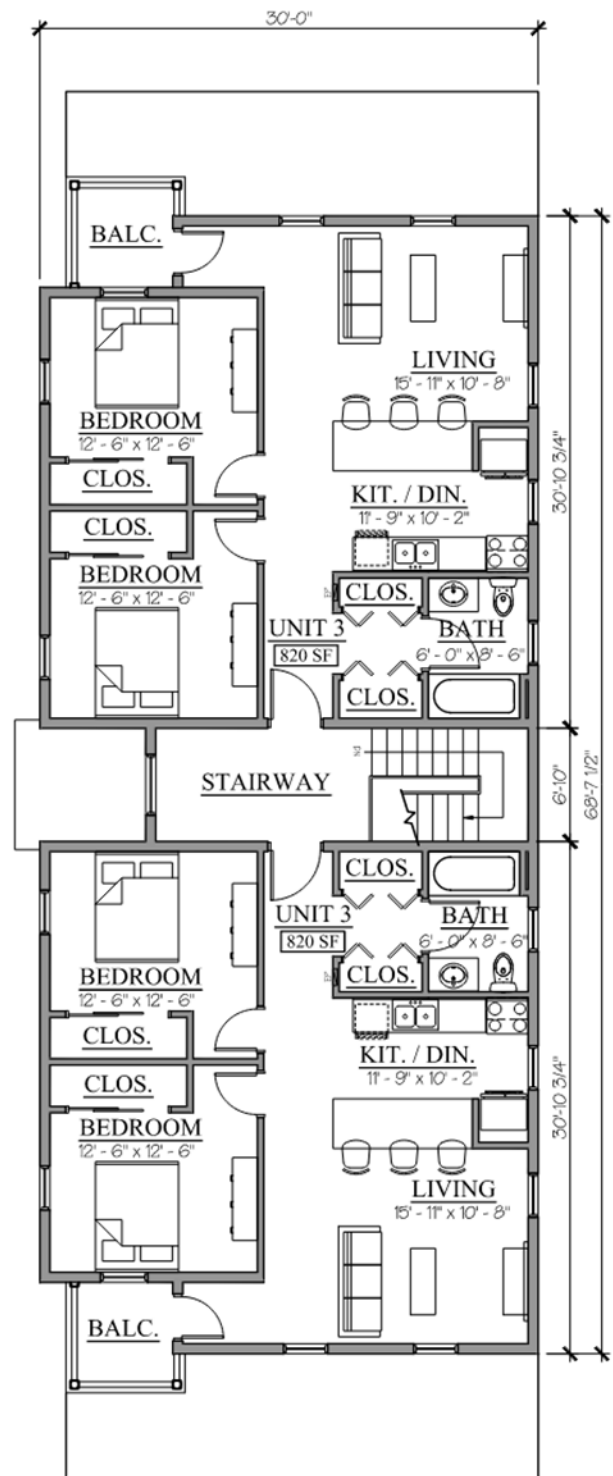 30'-0"
BALC.
LIVING
15' - 11" x 10' - 8"
BEDROOM
12' - 6" x 12' - 6"
CLOS.
KIT. / DIN.
11' - 9" x 10' - 2"
30'-10 3/4"
CLOS.
BEDROOM
12' - 6" x 12' - 6"
CLOS.
UNIT 3
820 SF
BATH
6' - 0" x 8' - 6"
CLOS.
STAIRWAY
DN
6'-10"
68'-7 1/2"
CLOS.
UNIT 3
820 SF
BATH
6' - 0" x 8' - 6"
CLOS.
BEDROOM
12' - 6" x 12' - 6"
CLOS.
KIT. / DIN.
11' - 9" x 10' - 2"
30'-10 3/4"
CLOS.
BEDROOM
12' - 6" x 12' - 6"
LIVING
15' - 11" x 10' - 8"
BALC.